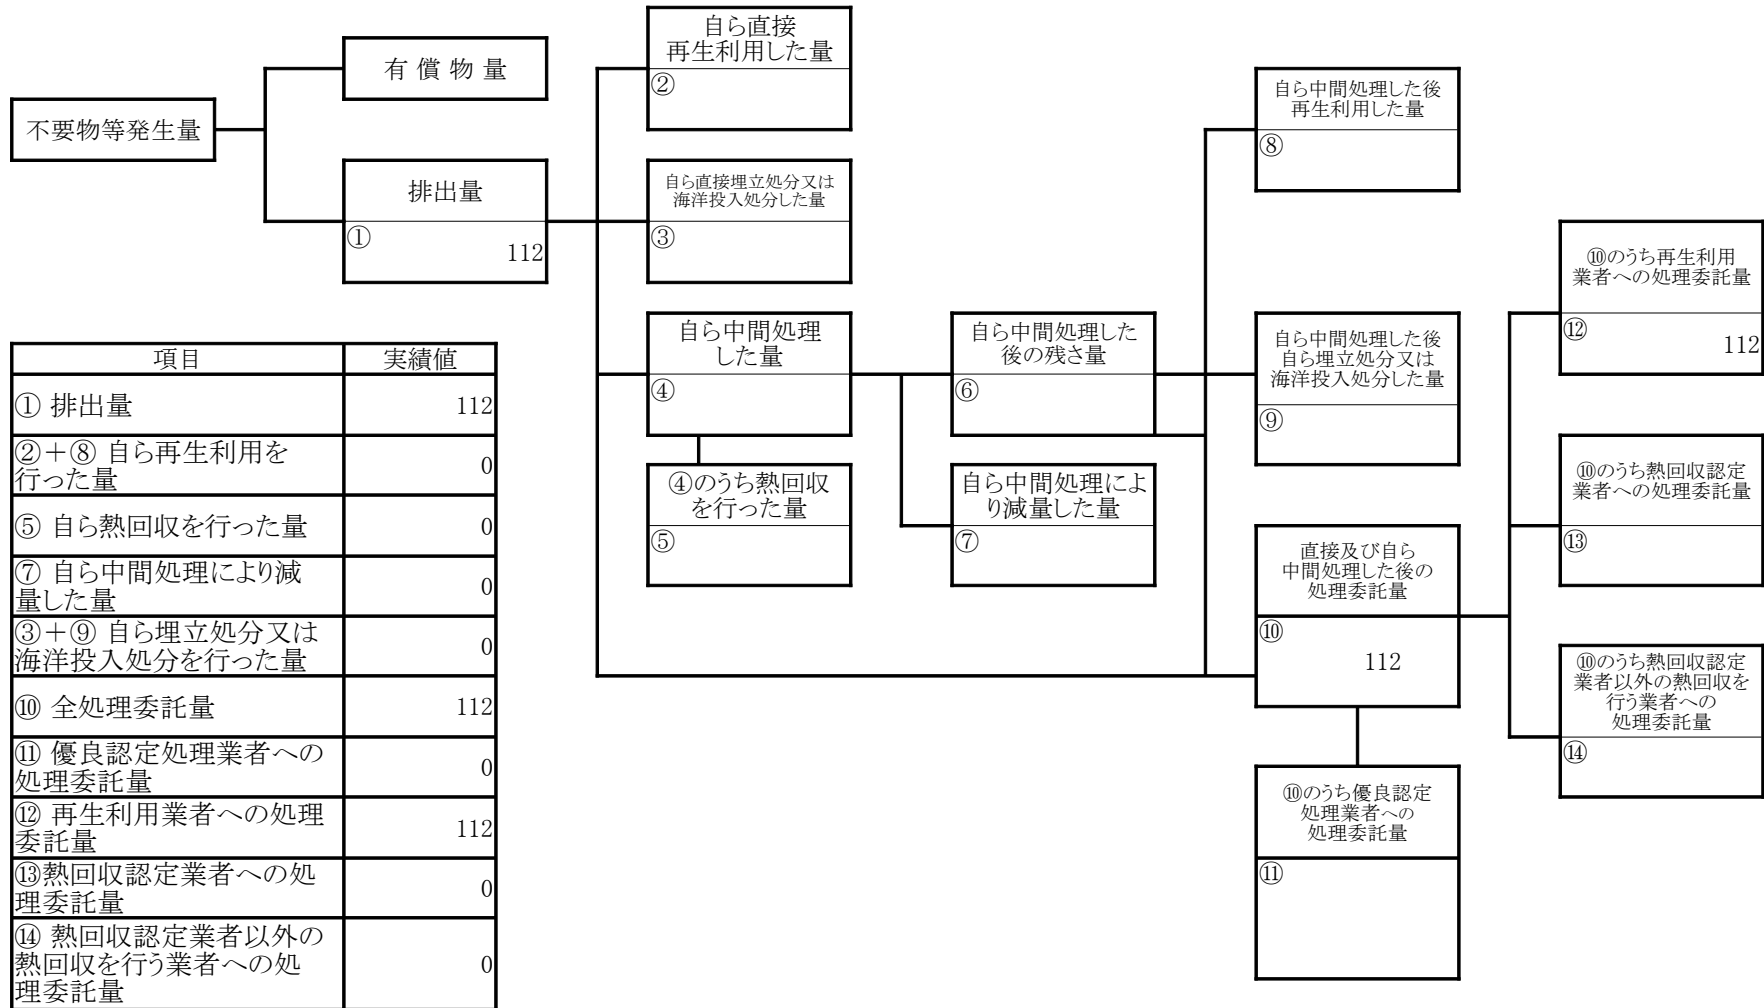 不要物等発生量
有 償 物 量
排出量
①
112
自ら直接
再生利用した量
②
自ら直接埋立処分又は
海洋投入処分した量
③
自ら中間処理
した量
④
④のうち熱回収
を行った量
⑤
自ら中間処理した
後の残さ量
⑥
自ら中間処理によ
り減量した量
⑦
自ら中間処理した後
再生利用した量
⑧
自ら中間処理した後
自ら埋立処分又は
海洋投入処分した量
⑨
直接及び自ら
中間処理した後の
処理委託量
⑩
112
⑩のうち優良認定
処理業者への
処理委託量
⑪
⑩のうち再生利用
業者への処理委託量
⑫
112
⑩のうち熱回収認定
業者への処理委託量
⑬
⑩のうち熱回収認定
業者以外の熱回収を
行う業者への
処理委託量
⑭
項目 実績値
① 排出量 112
②＋⑧ 自ら再生利用を
行った量 0
⑤ 自ら熱回収を行った量 0
⑦ 自ら中間処理により減
量した量 0
③＋⑨ 自ら埋立処分又は
海洋投入処分を行った量 0
⑩ 全処理委託量 112
⑪ 優良認定処理業者への
処理委託量 0
⑫ 再生利用業者への処理
委託量 112
⑬熱回収認定業者への処
理委託量 0
⑭ 熱回収認定業者以外の
熱回収を行う業者への処
理委託量 0